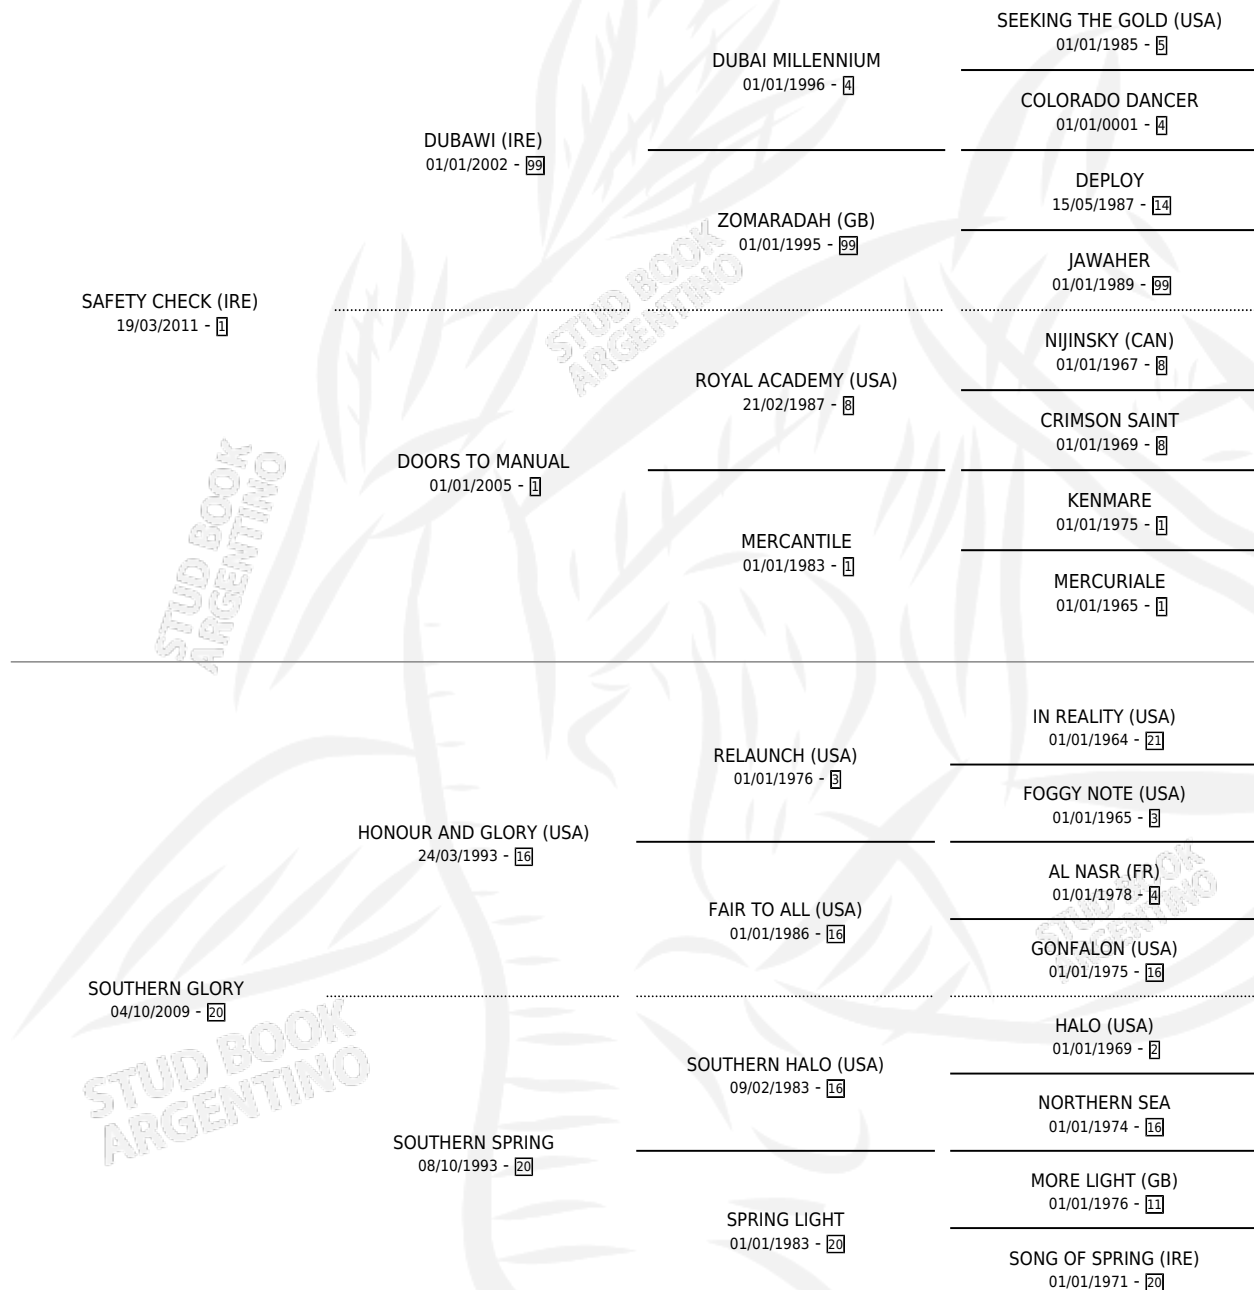 SEEKING THE GOLD (USA)
01/01/1985 - 5
DUBAI MILLENNIUM
01/01/1996 - 4
COLORADO DANCER
01/01/0001 - 4
DUBAWI (IRE)
01/01/2002 - 99
DEPLOY
15/05/1987 - 14
ZOMARADAH (GB)
01/01/1995 - 99
JAWAHER
01/01/1989 - 99
SAFETY CHECK (IRE)
19/03/2011 - 1
NIJINSKY (CAN)
01/01/1967 - 8
ROYAL ACADEMY (USA)
21/02/1987 - 8
CRIMSON SAINT
01/01/1969 - 8
DOORS TO MANUAL
01/01/2005 - 1
KENMARE
01/01/1975 - 1
MERCANTILE
01/01/1983 - 1
MERCURIALE
01/01/1965 - 1
IN REALITY (USA)
01/01/1964 - 21
RELAUNCH (USA)
01/01/1976 - 3
FOGGY NOTE (USA)
01/01/1965 - 3
HONOUR AND GLORY (USA)
24/03/1993 - 16
AL NASR (FR)
01/01/1978 - 4
FAIR TO ALL (USA)
01/01/1986 - 16
GONFALON (USA)
01/01/1975 - 16
SOUTHERN GLORY
04/10/2009 - 20
HALO (USA)
01/01/1969 - 2
SOUTHERN HALO (USA)
09/02/1983 - 16
NORTHERN SEA
01/01/1974 - 16
SOUTHERN SPRING
08/10/1993 - 20
MORE LIGHT (GB)
01/01/1976 - 11
SPRING LIGHT
01/01/1983 - 20
SONG OF SPRING (IRE)
01/01/1971 - 20
STUD BOOK
ARGENTINO
STUD BOOK
ARGENTINO
STUD BOOK
ARGENTINO
STUD BOOK
ARGENTINO